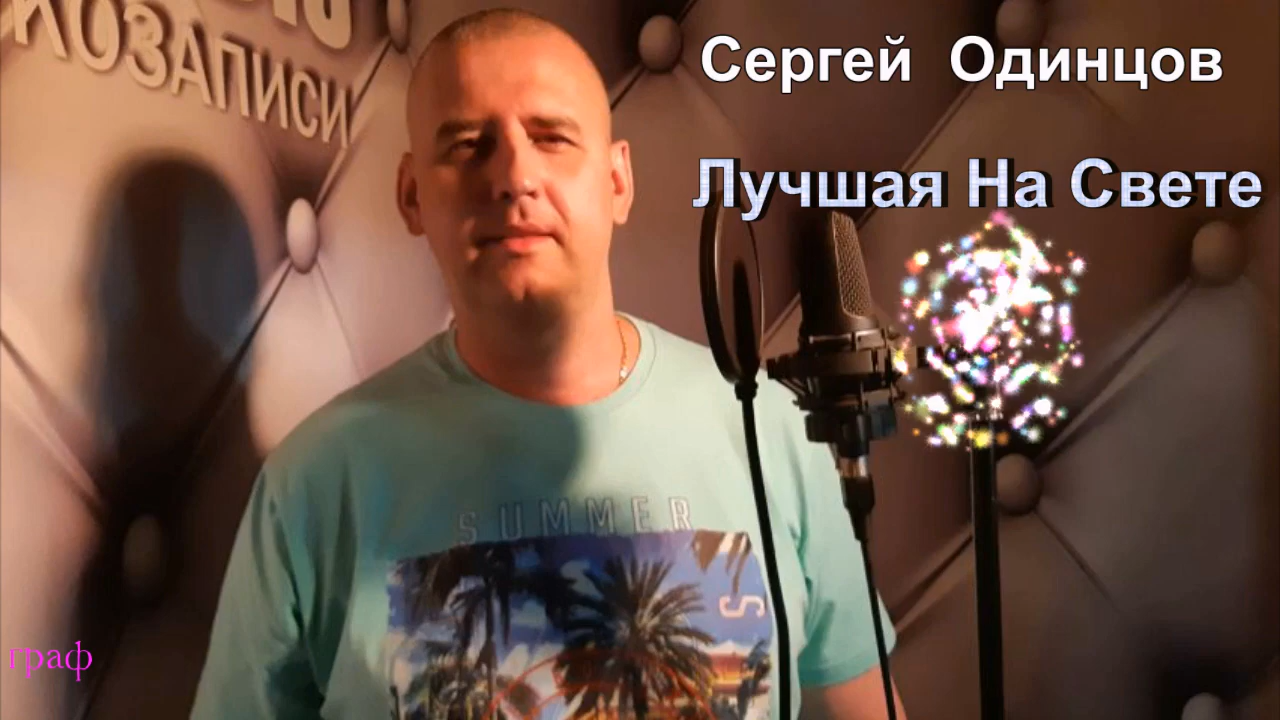 КОЗАПИСИ
Сергей Одинцов
Лучшая На Свете
SUMMER
S
граф